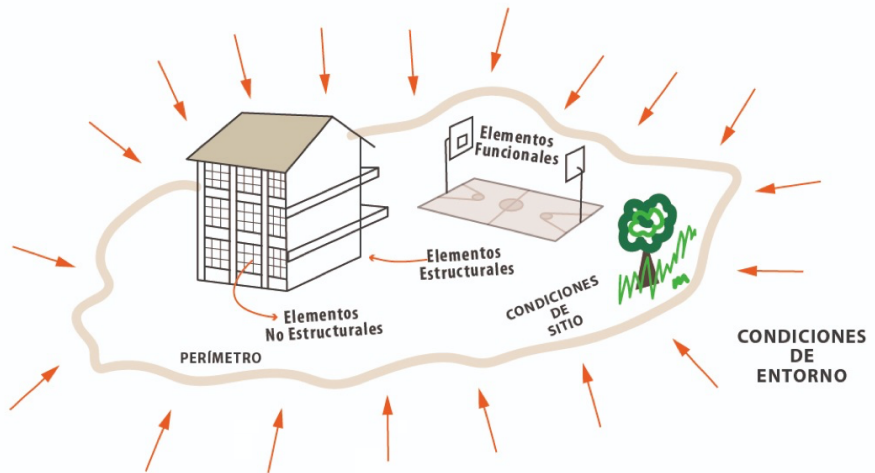 Elementos
Funcionales
Elementos
Estructurales
Elementos
No Estructurales
CONDICIONES
DE
SITIO
PERÍMETRO
CONDICIONES
DE
ENTORNO